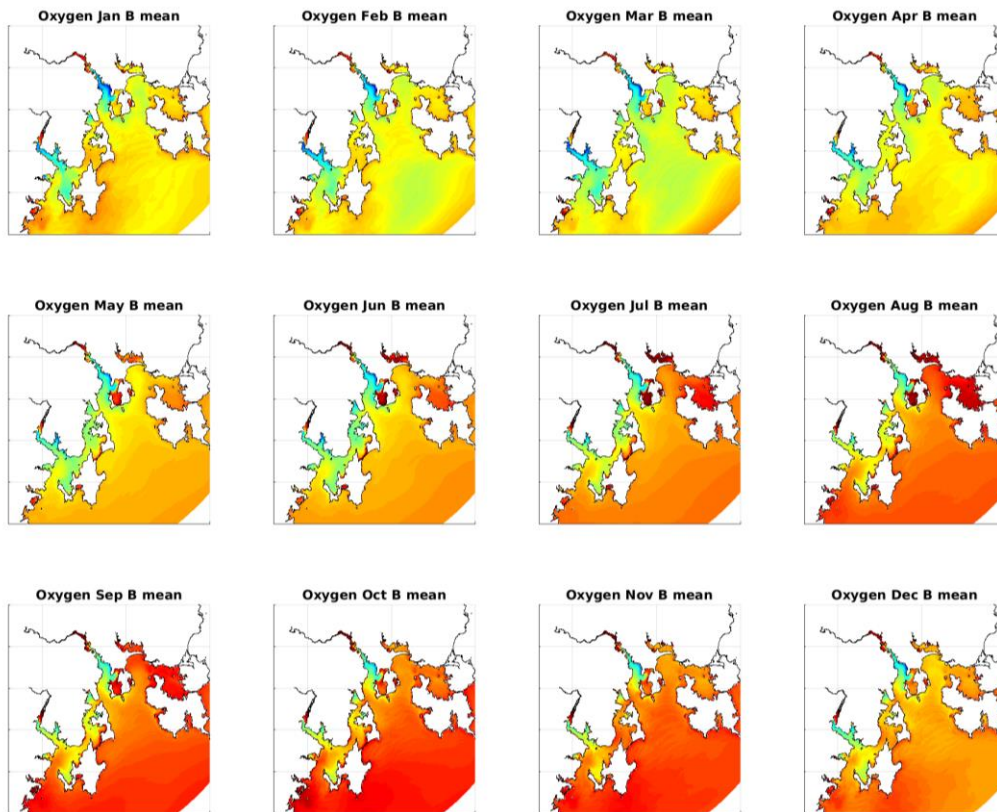 Oxygen Jan B mean
Oxygen Feb B mean
Oxygen Mar B mean
Oxygen Apr B mean
Oxygen May B mean
Oxygen Jun B mean
Oxygen Jul B mean
Oxygen Aug B mean
Oxygen Sep B mean
Oxygen Oct B mean
Oxygen Nov B mean
Oxygen Dec B mean